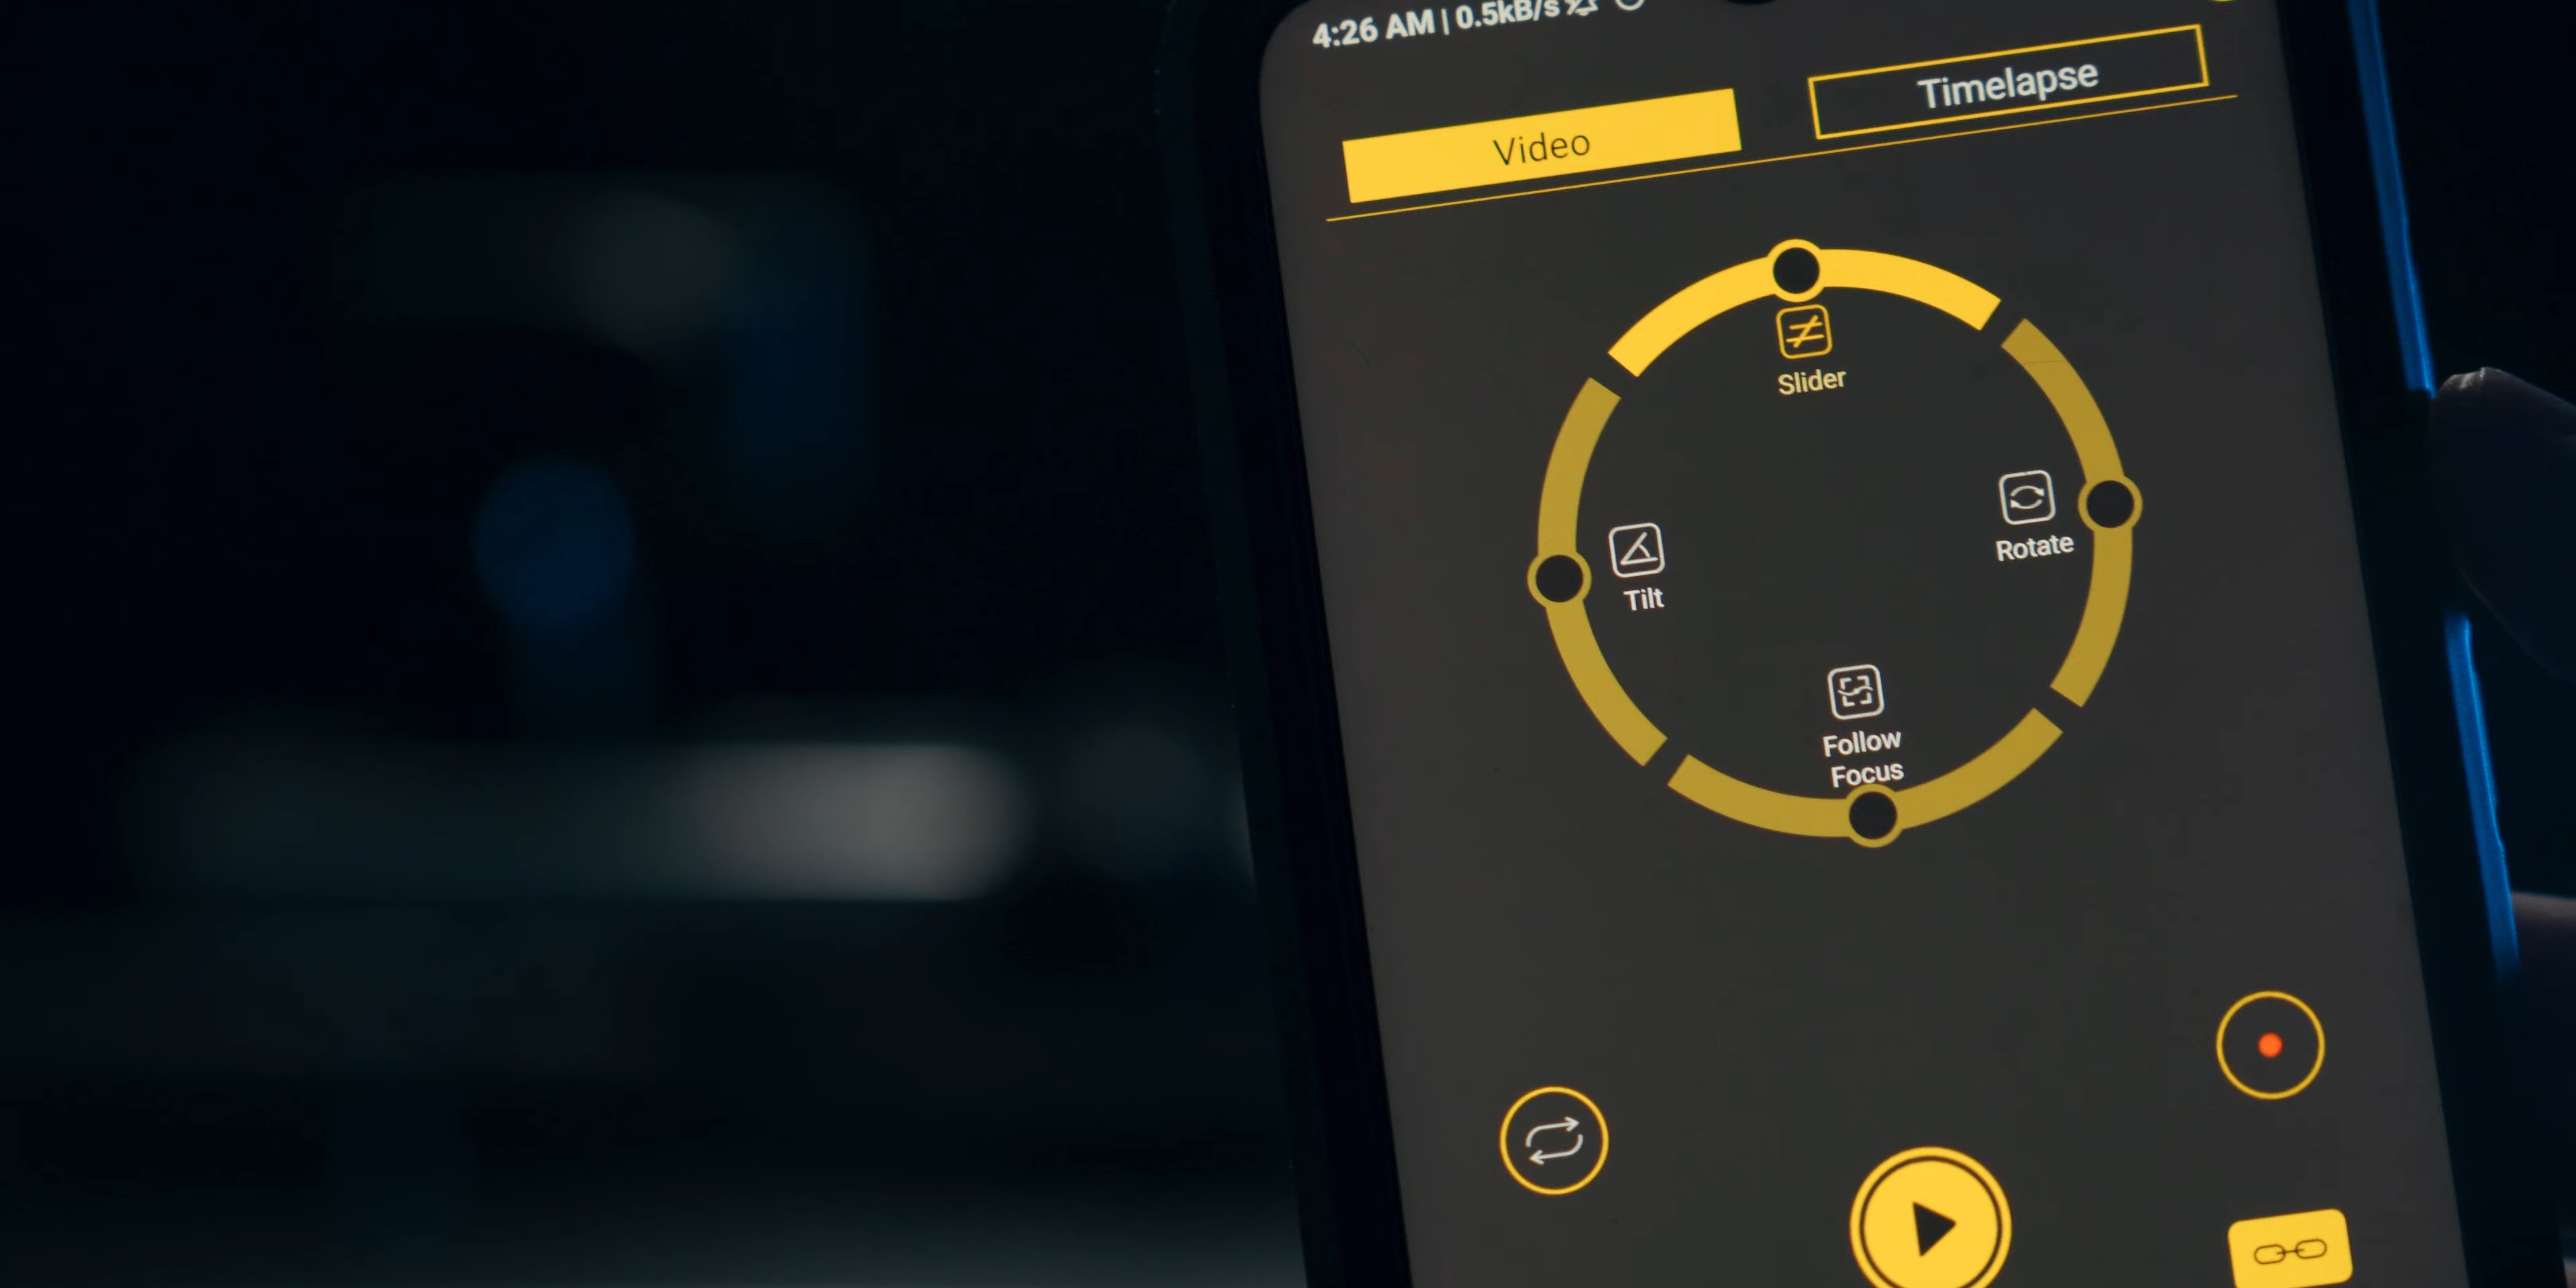 4:26 AM | 0.5kB/s
Video
Timelapse
Slider
Rotate
Tilt
Follow
Focus